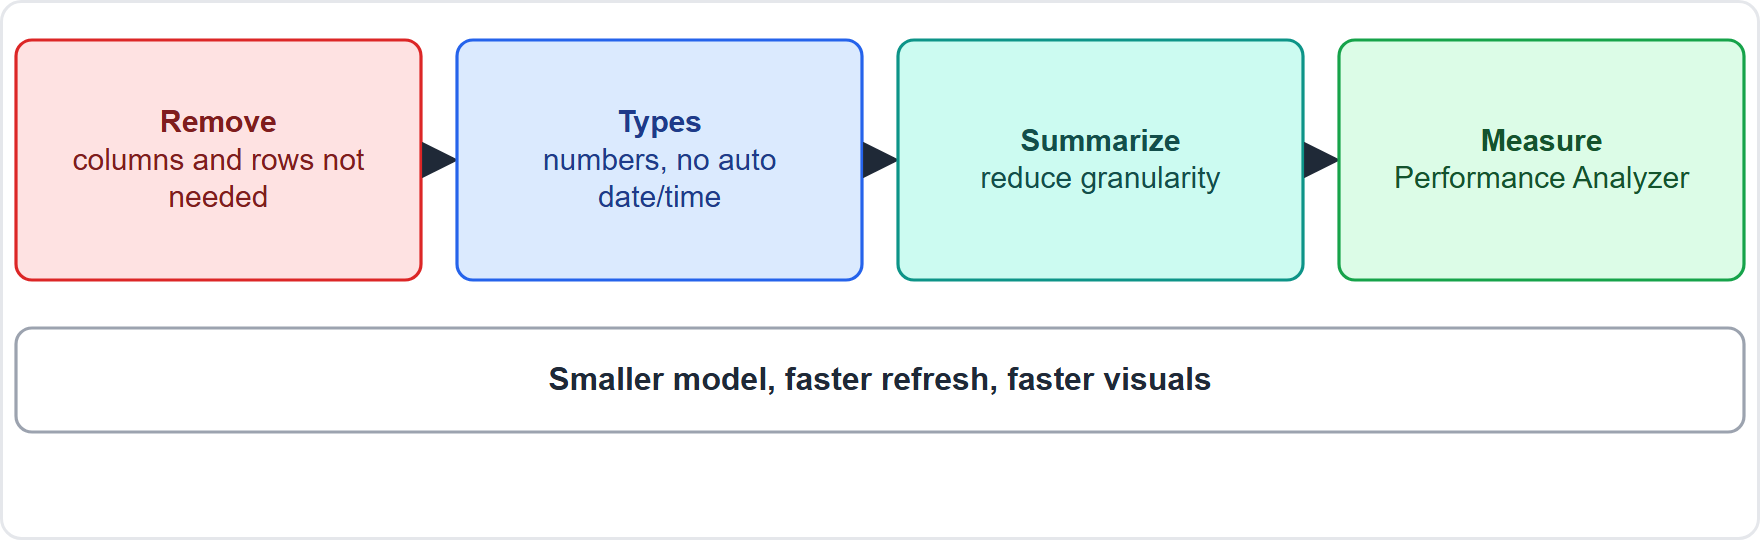 Remove
columns and rows not
needed
Types
numbers, no auto
date/time
Summarize
reduce granularity
Measure
Performance Analyzer
Smaller model, faster refresh, faster visuals